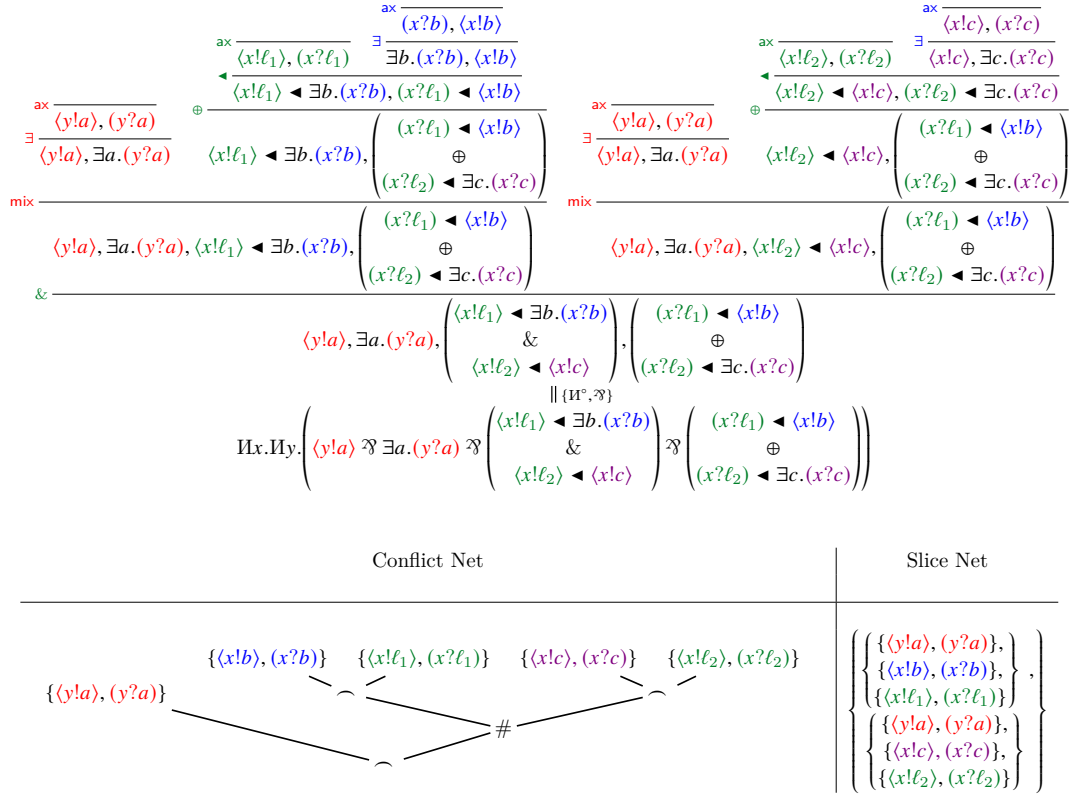 ax
(x?b), ⟨x!b⟩
ax
⟨x!c⟩, (x?c)
ax
⟨x!ℓ₁⟩, (x?ℓ₁)
∃
∃b.(x?b), ⟨x!b⟩
ax
⟨x!ℓ₂⟩, (x?ℓ₂)
∃
⟨x!c⟩, ∃c.(x?c)
◂
⟨x!ℓ₁⟩ ◂ ∃b.(x?b), (x?ℓ₁) ◂ ⟨x!b⟩
◂
⟨x!ℓ₂⟩ ◂ ⟨x!c⟩, (x?ℓ₂) ◂ ∃c.(x?c)
ax
⟨y!a⟩, (y?a)
∃
⟨y!a⟩, ∃a.(y?a)
⊕
⟨x!ℓ₁⟩ ◂ ∃b.(x?b), ( (x?ℓ₁) ◂ ⟨x!b⟩
⊕
(x?ℓ₂) ◂ ∃c.(x?c) )
ax
⟨y!a⟩, (y?a)
∃
⟨y!a⟩, ∃a.(y?a)
⊕
⟨x!ℓ₂⟩ ◂ ⟨x!c⟩, ( (x?ℓ₁) ◂ ⟨x!b⟩
⊕
(x?ℓ₂) ◂ ∃c.(x?c) )
mix
⟨y!a⟩, ∃a.(y?a), ⟨x!ℓ₁⟩ ◂ ∃b.(x?b), ( (x?ℓ₁) ◂ ⟨x!b⟩
⊕
(x?ℓ₂) ◂ ∃c.(x?c) )
mix
⟨y!a⟩, ∃a.(y?a), ⟨x!ℓ₂⟩ ◂ ⟨x!c⟩, ( (x?ℓ₁) ◂ ⟨x!b⟩
⊕
(x?ℓ₂) ◂ ∃c.(x?c) )
&
⟨y!a⟩, ∃a.(y?a), ( ⟨x!ℓ₁⟩ ◂ ∃b.(x?b)
&
⟨x!ℓ₂⟩ ◂ ⟨x!c⟩ ) , ( (x?ℓ₁) ◂ ⟨x!b⟩
⊕
(x?ℓ₂) ◂ ∃c.(x?c) )
‖ {И°, ⅋}
Иx.Иy. ( ⟨y!a⟩ ⅋ ∃a.(y?a) ⅋ ( ⟨x!ℓ₁⟩ ◂ ∃b.(x?b)
&
⟨x!ℓ₂⟩ ◂ ⟨x!c⟩ ) ⅋ ( (x?ℓ₁) ◂ ⟨x!b⟩
⊕
(x?ℓ₂) ◂ ∃c.(x?c) ) )
Conflict Net
{⟨x!b⟩, (x?b)} {⟨x!ℓ₁⟩, (x?ℓ₁)} {⟨x!c⟩, (x?c)} {⟨x!ℓ₂⟩, (x?ℓ₂)}
{⟨y!a⟩, (y?a)}
⌢ ⌢
#
⌢
Slice Net
{ { {⟨y!a⟩, (y?a)},
{⟨x!b⟩, (x?b)},
{⟨x!ℓ₁⟩, (x?ℓ₁)} } ,
{ {⟨y!a⟩, (y?a)},
{⟨x!c⟩, (x?c)},
{⟨x!ℓ₂⟩, (x?ℓ₂)} } }